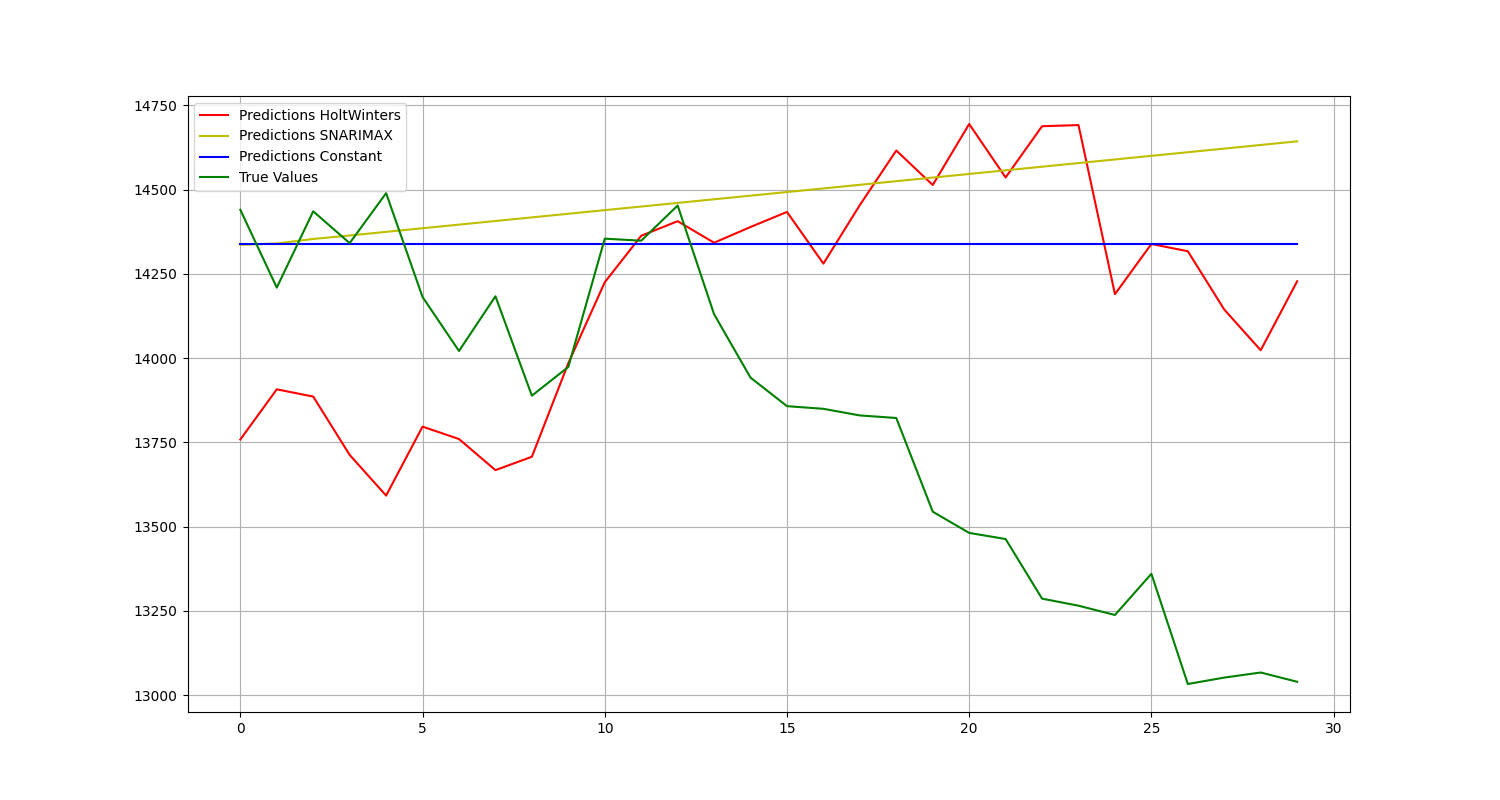 14750
14500
14250
14000
13750
13500
13250
13000
Predictions HoltWinters
Predictions SNARIMAX
Predictions Constant
True Values
0 5 10 15 20 25 30